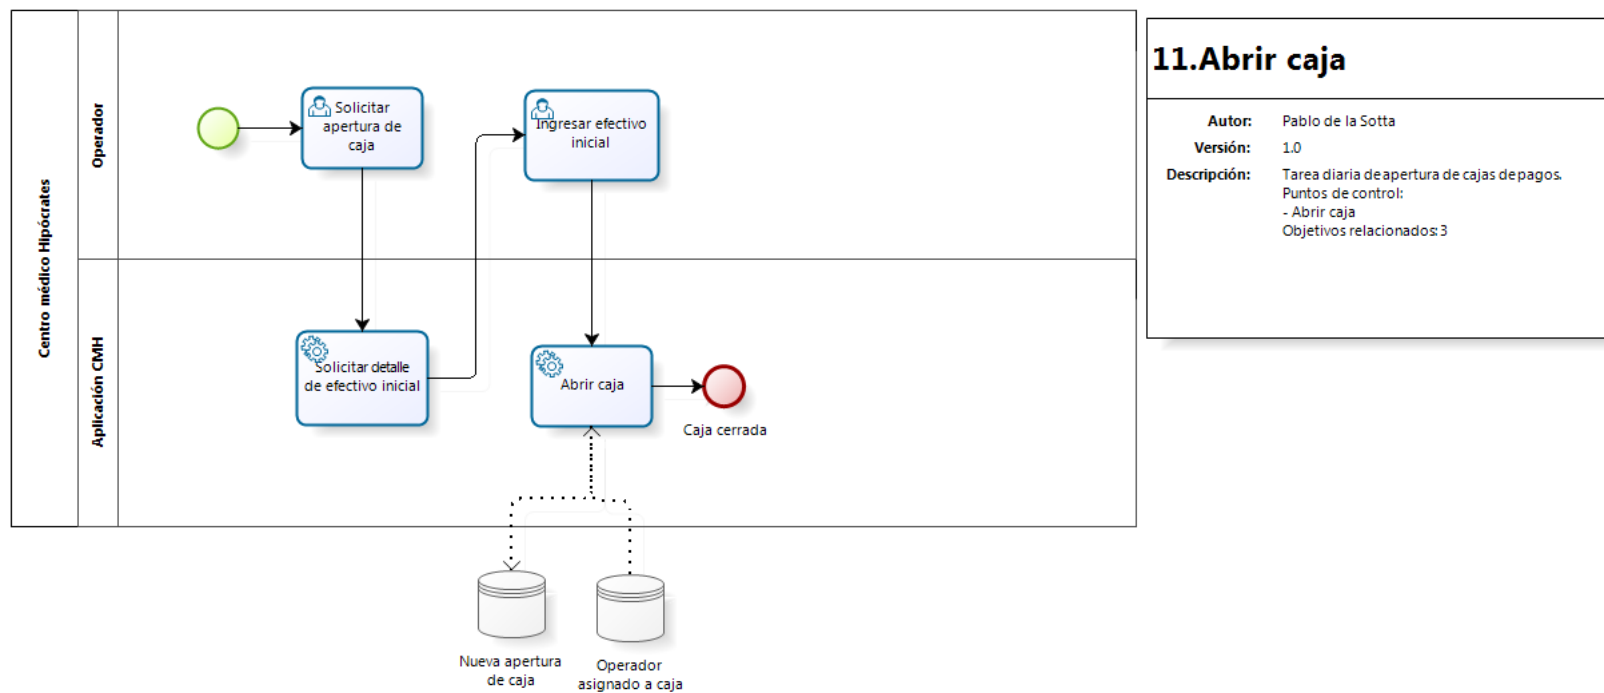 Centro médico Hipócrates
Operador
Solicitar
apertura de
caja
Ingresar efectivo
inicial
Aplicación CMH
Solicitar detalle
de efectivo inicial
Abrir caja
Caja cerrada
Nueva apertura
de caja
Operador
asignado a caja
11.Abrir caja
Autor: Pablo de la Sotta
Versión: 1.0
Descripción: Tarea diaria de apertura de cajas de pagos.
Puntos de control:
- Abrir caja
Objetivos relacionados: 3